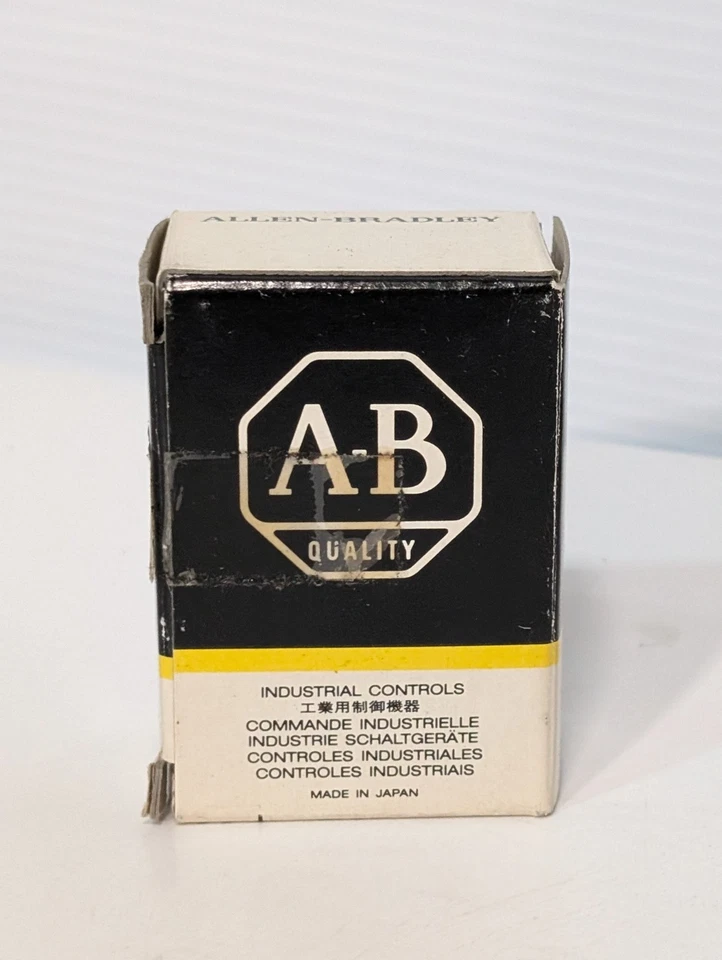 ALLEN-BRADLEY
A-B
QUALITY
INDUSTRIAL CONTROLS
工業用制御機器
COMMANDE INDUSTRIELLE
INDUSTRIE SCHALTGERÄTE
CONTROLES INDUSTRIALES
CONTROLES INDUSTRIAIS
MADE IN JAPAN